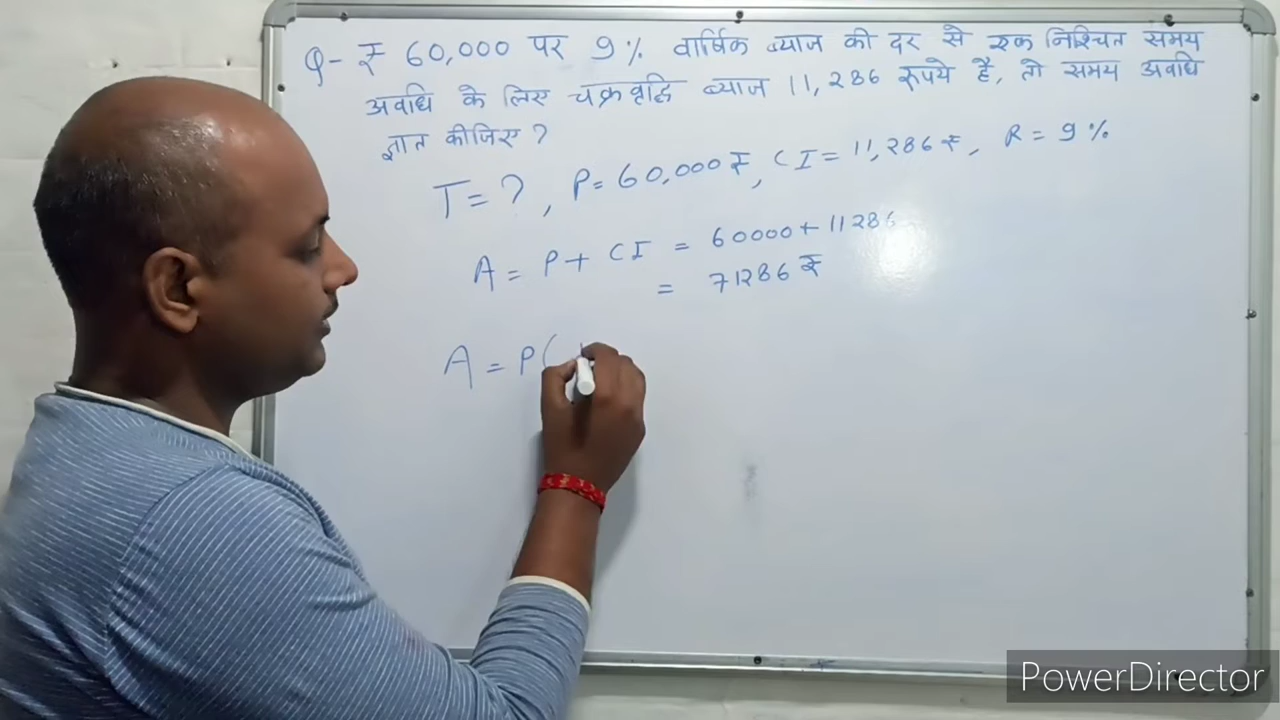 Q- ₹ 60,000 पर 9% वार्षिक ब्याज की दर से एक निश्चित समय
अवधि के लिए चक्रवृद्धि ब्याज 11,286 रूपये है, तो समय अवधि
ज्ञात कीजिए?
T = ?, P = 60,000 ₹, CI = 11,286 ₹, R = 9%
A = P + CI = 60000 + 11286
= 71286 ₹
A = P (
PowerDirector